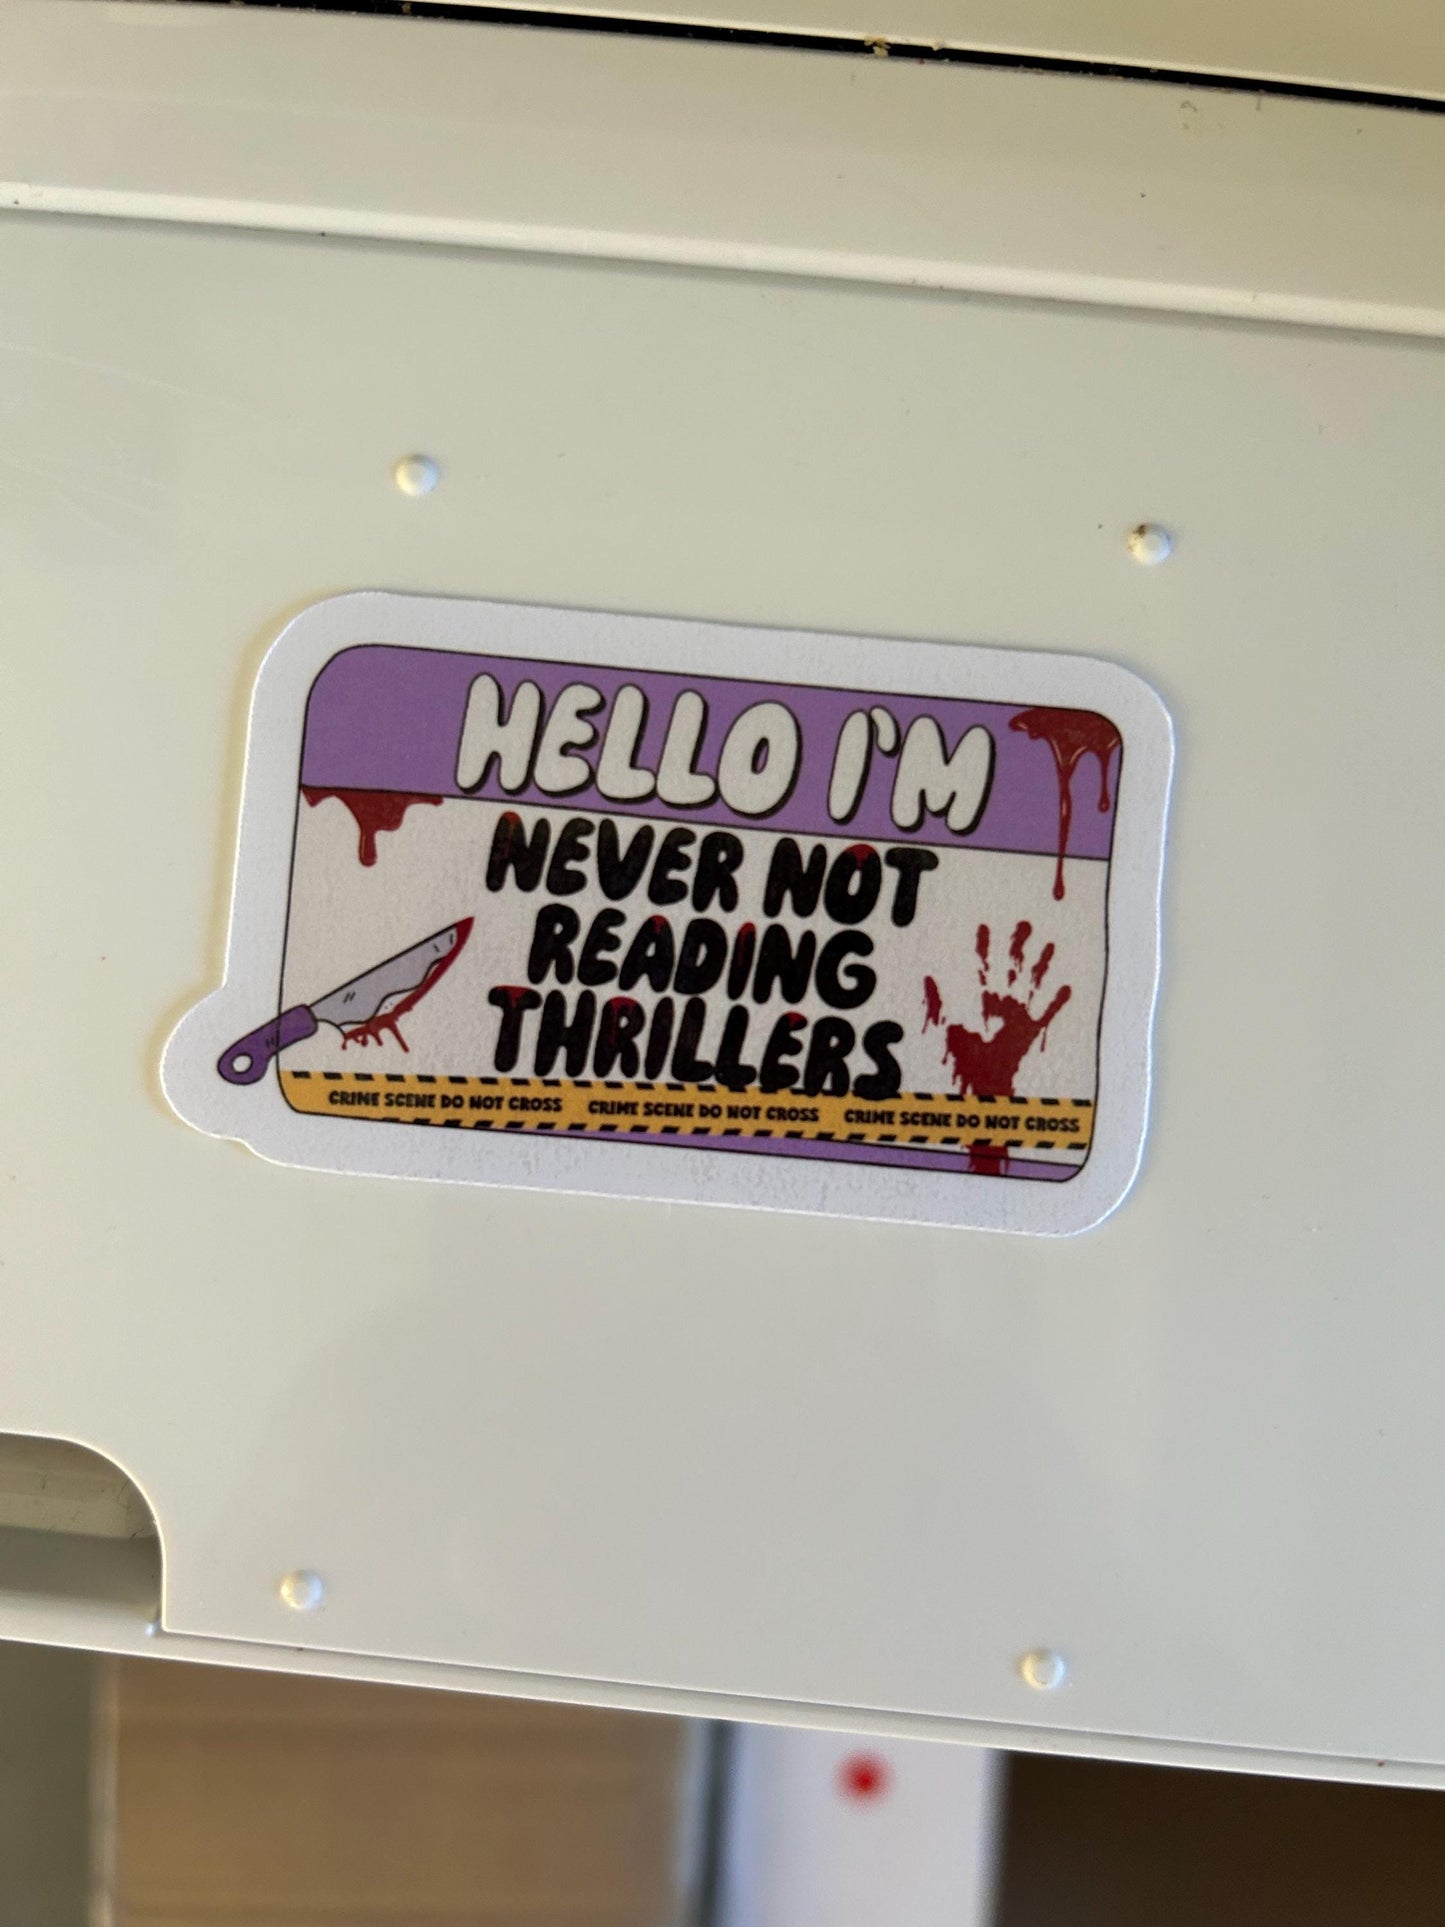 HELLO I'M
NEVER NOT
READING
THRILLERS
CRIME SCENE DO NOT CROSS CRIME SCENE DO NOT CROSS CRIME SCENE DO NOT CROSS